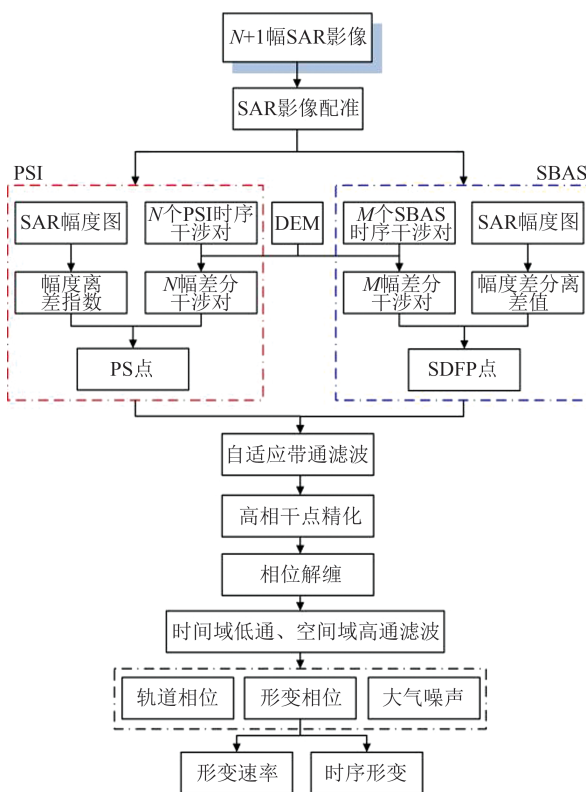 N+1幅SAR影像
SAR影像配准
PSI
SBAS
SAR幅度图
N个PSI时序
干涉对
DEM
M个SBAS
时序干涉对
SAR幅度图
幅度离
差指数
N幅差分
干涉对
M幅差分
干涉对
幅度差分离
差值
PS点
SDFP点
自适应带通滤波
高相干点精化
相位解缠
时间域低通、空间域高通滤波
轨道相位
形变相位
大气噪声
形变速率
时序形变